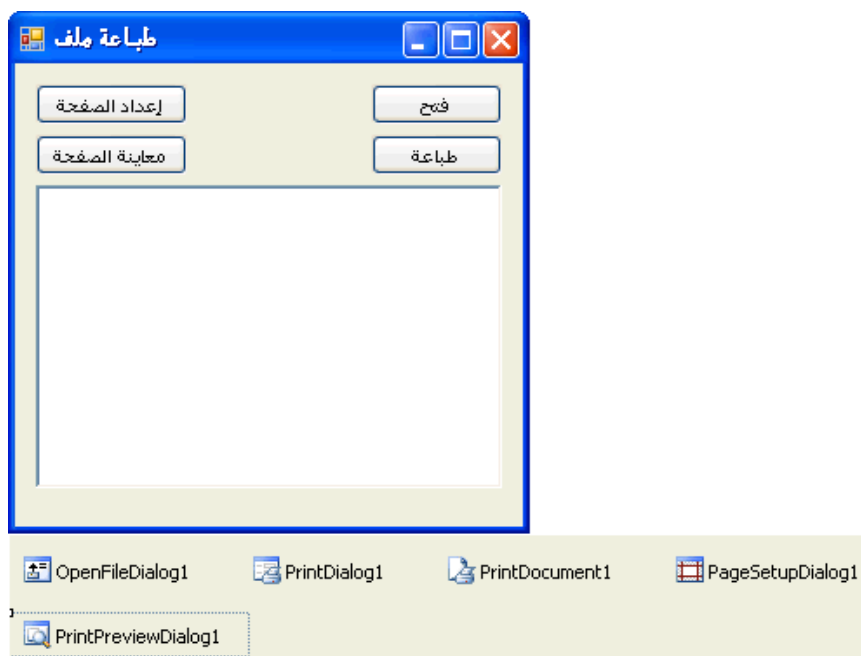 طباعة ملف
فتح
إعداد الصفحة
طباعة
معاينة الصفحة
OpenFileDialog1
PrintDialog1
PrintDocument1
PageSetupDialog1
PrintPreviewDialog1